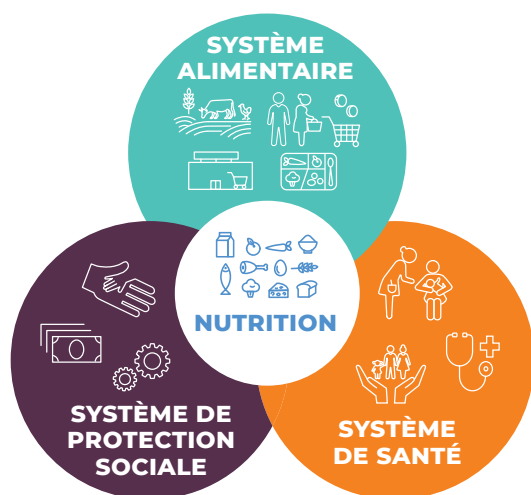 SYSTÈME
ALIMENTAIRE
NUTRITION
SYSTÈME DE
PROTECTION
SOCIALE
SYSTÈME
DE SANTÉ